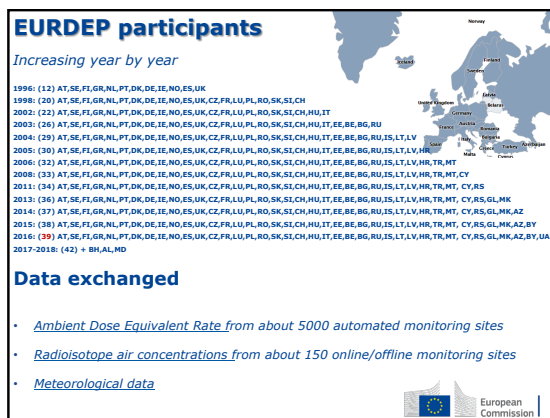 EURDEP participants
Increasing year by year
1996: (12) AT,SE,FI,GR,NL,PT,DK,DE,IE,NO,ES,UK
1998: (20) AT,SE,FI,GR,NL,PT,DK,DE,IE,NO,ES,UK,CZ,FR,LU,PL,RO,SK,SI,CH
2002: (22) AT,SE,FI,GR,NL,PT,DK,DE,IE,NO,ES,UK,CZ,FR,LU,PL,RO,SK,SI,CH,HU,IT
2003: (26) AT,SE,FI,GR,NL,PT,DK,DE,IE,NO,ES,UK,CZ,FR,LU,PL,RO,SK,SI,CH,HU,IT,EE,BE,BG,RU
2004: (29) AT,SE,FI,GR,NL,PT,DK,DE,IE,NO,ES,UK,CZ,FR,LU,PL,RO,SK,SI,CH,HU,IT,EE,BE,BG,RU,IS,LT,LV
2005: (30) AT,SE,FI,GR,NL,PT,DK,DE,IE,NO,ES,UK,CZ,FR,LU,PL,RO,SK,SI,CH,HU,IT,EE,BE,BG,RU,IS,LT,LV,HR
2006: (32) AT,SE,FI,GR,NL,PT,DK,DE,IE,NO,ES,UK,CZ,FR,LU,PL,RO,SK,SI,CH,HU,IT,EE,BE,BG,RU,IS,LT,LV,HR,TR,MT
2008: (33) AT,SE,FI,GR,NL,PT,DK,DE,IE,NO,ES,UK,CZ,FR,LU,PL,RO,SK,SI,CH,HU,IT,EE,BE,BG,RU,IS,LT,LV,HR,TR,MT,CY
2011: (34) AT,SE,FI,GR,NL,PT,DK,DE,IE,NO,ES,UK,CZ,FR,LU,PL,RO,SK,SI,CH,HU,IT,EE,BE,BG,RU,IS,LT,LV,HR,TR,MT, CY,RS
2013: (36) AT,SE,FI,GR,NL,PT,DK,DE,IE,NO,ES,UK,CZ,FR,LU,PL,RO,SK,SI,CH,HU,IT,EE,BE,BG,RU,IS,LT,LV,HR,TR,MT, CY,RS,GL,MK
2014: (37) AT,SE,FI,GR,NL,PT,DK,DE,IE,NO,ES,UK,CZ,FR,LU,PL,RO,SK,SI,CH,HU,IT,EE,BE,BG,RU,IS,LT,LV,HR,TR,MT, CY,RS,GL,MK,AZ
2015: (38) AT,SE,FI,GR,NL,PT,DK,DE,IE,NO,ES,UK,CZ,FR,LU,PL,RO,SK,SI,CH,HU,IT,EE,BE,BG,RU,IS,LT,LV,HR,TR,MT, CY,RS,GL,MK,AZ,BY
2016: (39) AT,SE,FI,GR,NL,PT,DK,DE,IE,NO,ES,UK,CZ,FR,LU,PL,RO,SK,SI,CH,HU,IT,EE,BE,BG,RU,IS,LT,LV,HR,TR,MT, CY,RS,GL,MK,AZ,BY,UA
2017-2018: (42) + BH,AL,MD
Norway
Iceland
Finland
Sweden
Latvia
United Kingdom
Belarus
Germany
France
Austria
Romania
Spain
Italy
Bulgaria
Greece
Turkey
Azerbaijan
Malta
Cyprus
Data exchanged
• Ambient Dose Equivalent Rate from about 5000 automated monitoring sites
• Radioisotope air concentrations from about 150 online/offline monitoring sites
• Meteorological data
European
Commission